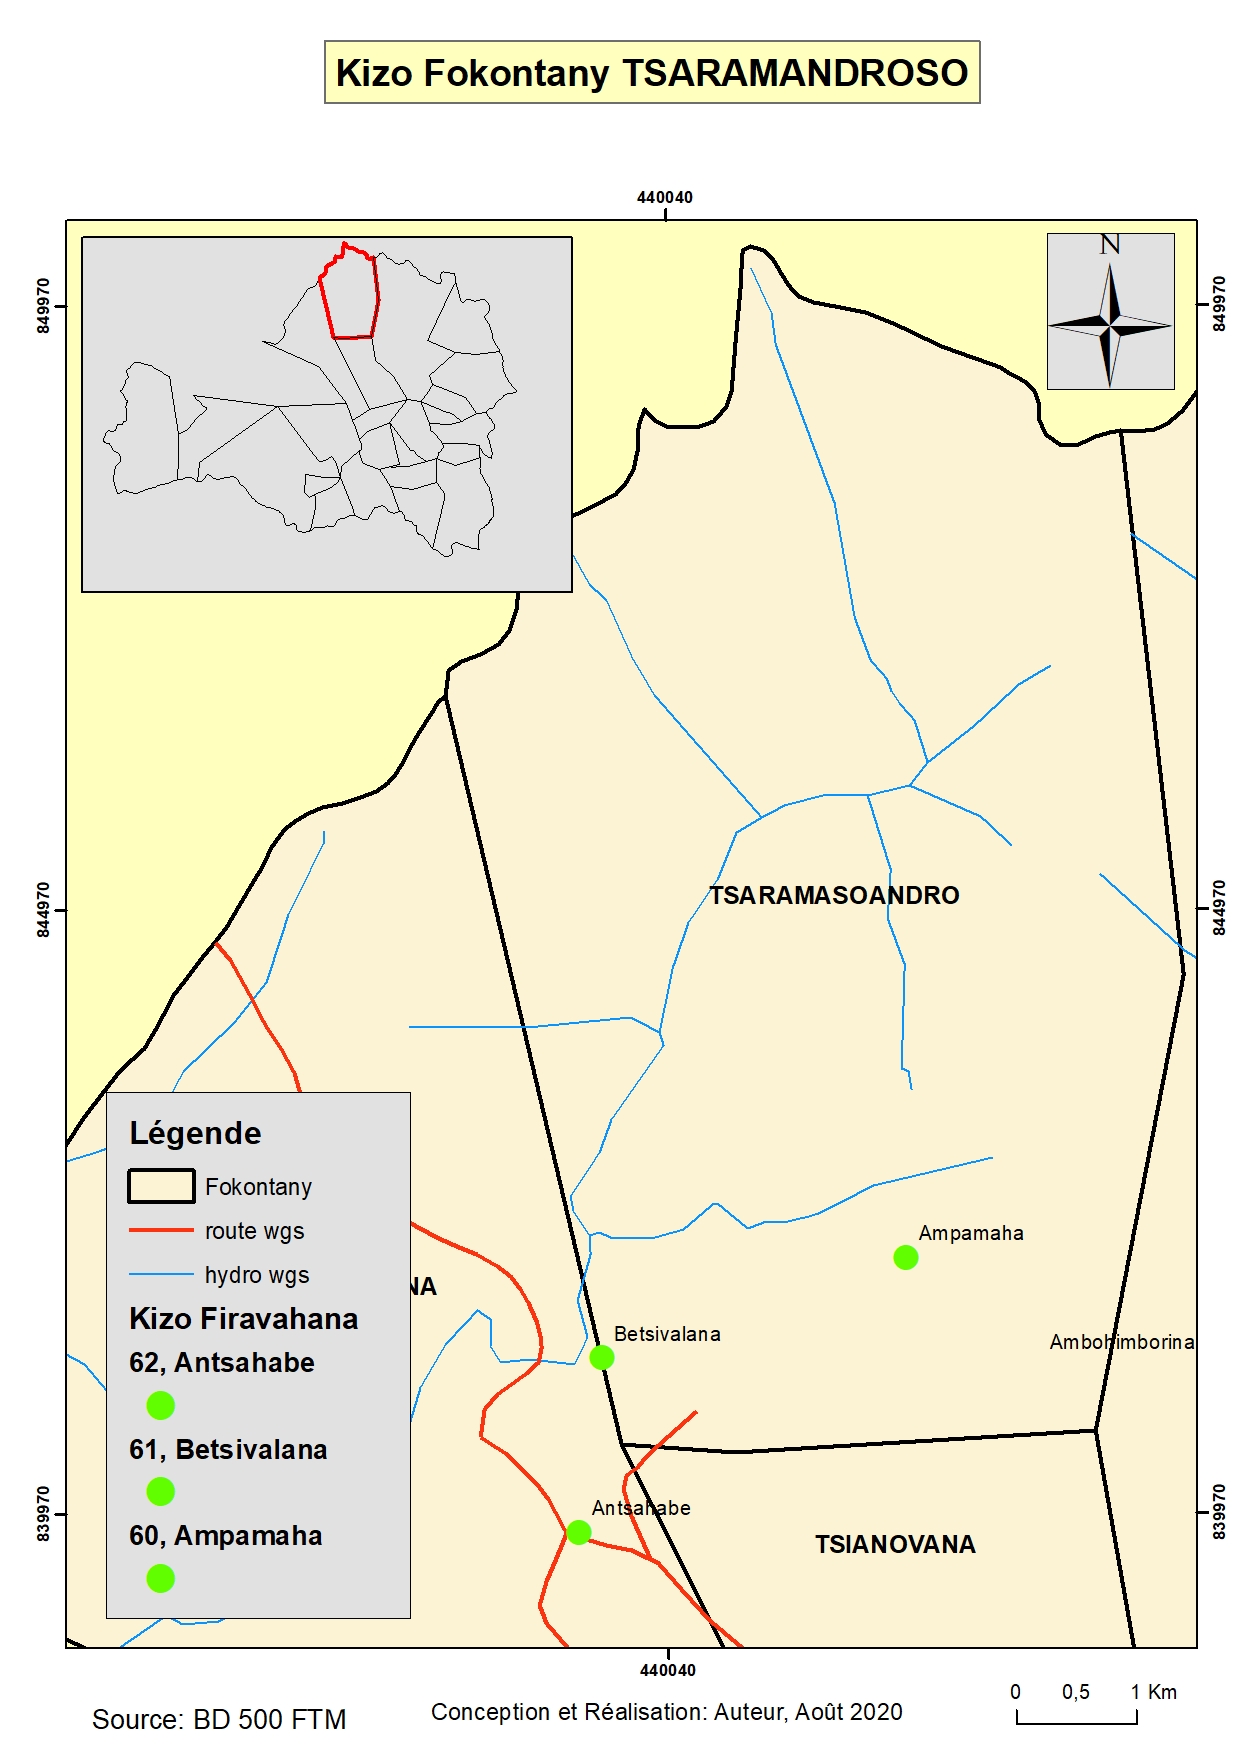 Kizo Fokontany TSARAMANDROSO
440040
N
849970
849970
844970
844970
TSARAMASOANDRO
Ampamaha
Betsivalana
Ambohimborina
Antsahabe
TSIANOVANA
NA
839970
839970
Légende
Fokontany
route wgs
hydro wgs
Kizo Firavahana
62, Antsahabe
61, Betsivalana
60, Ampamaha
440040
0 0,5 1 Km
Source: BD 500 FTM
Conception et Réalisation: Auteur, Août 2020